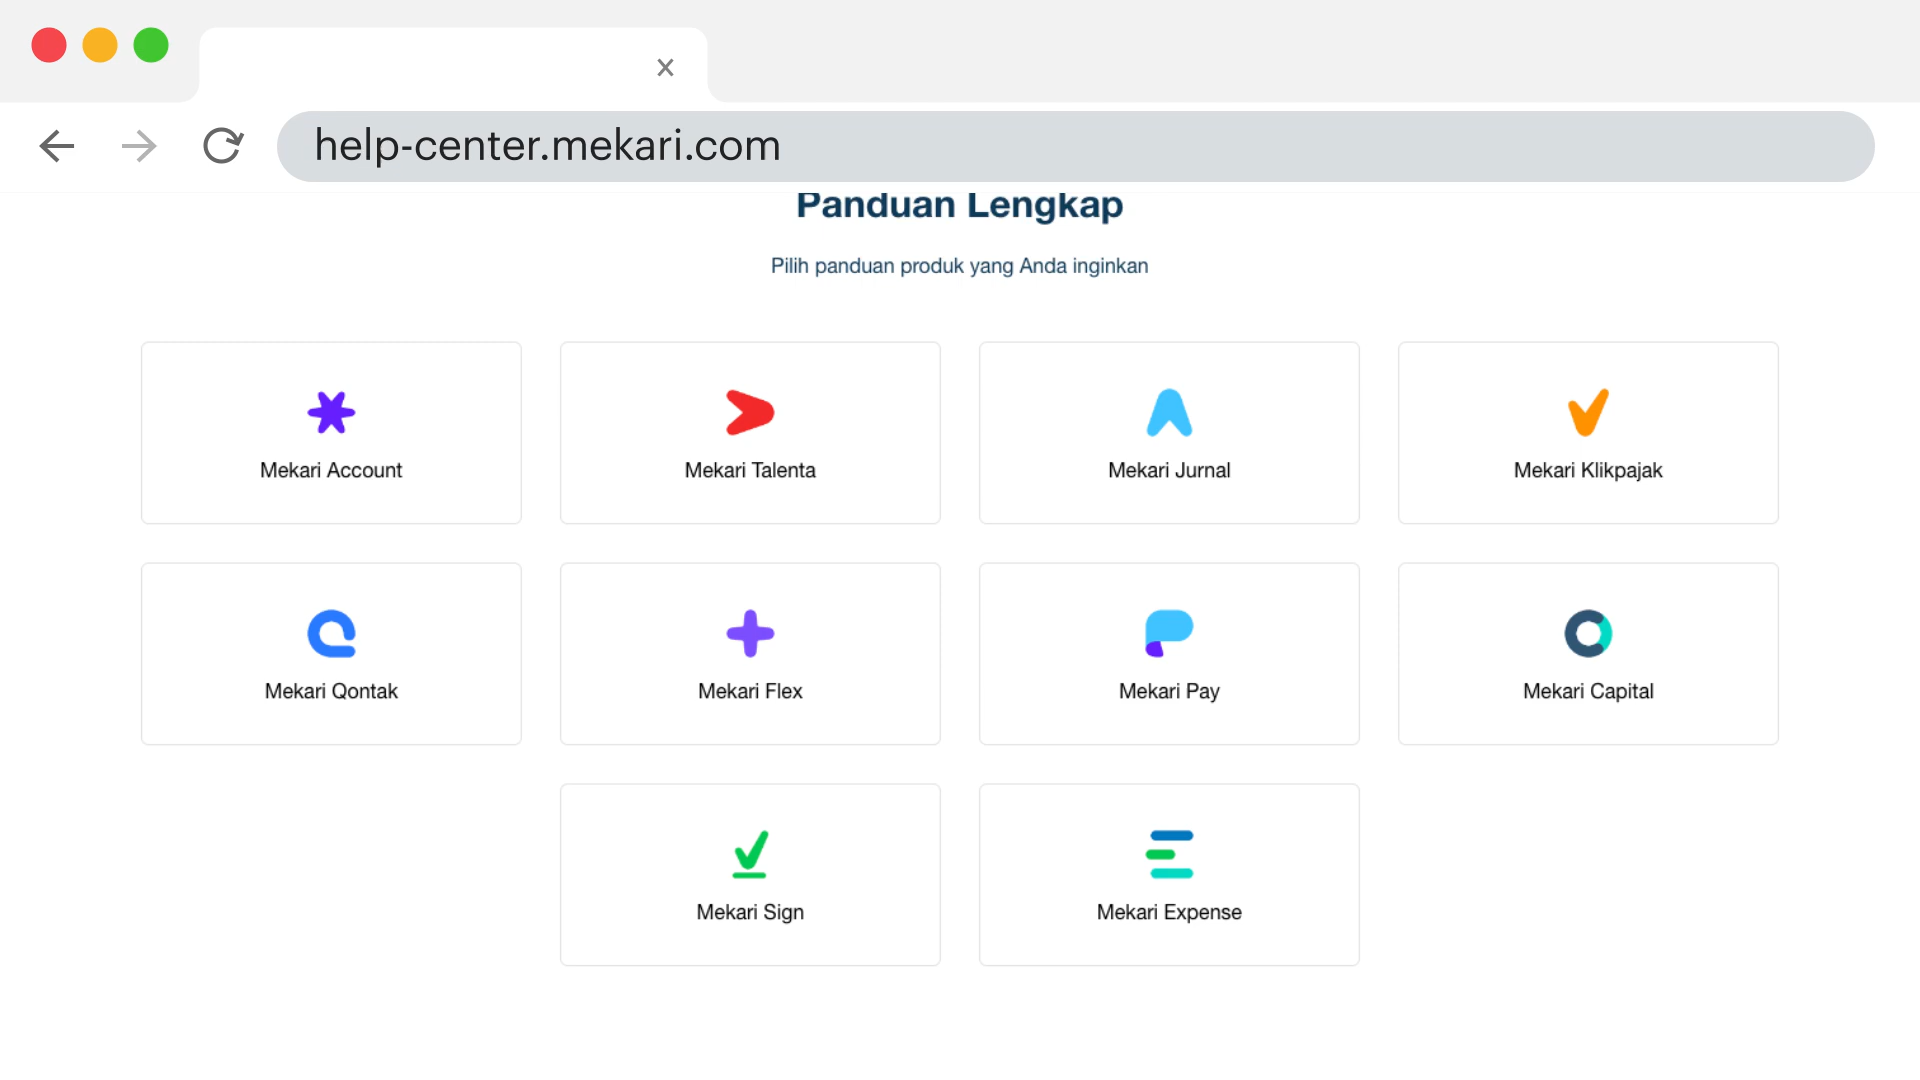 help-center.mekari.com
Panduan Lengkap
Pilih panduan produk yang Anda inginkan
Mekari Account
Mekari Talenta
Mekari Jurnal
Mekari Klikpajak
Mekari Qontak
Mekari Flex
Mekari Pay
Mekari Capital
Mekari Sign
Mekari Expense